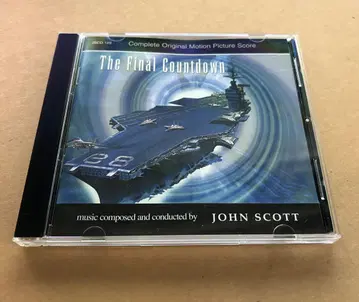 Complete Original Motion Picture Score
The Final Countdown
music composed and conducted by JOHN SCOTT